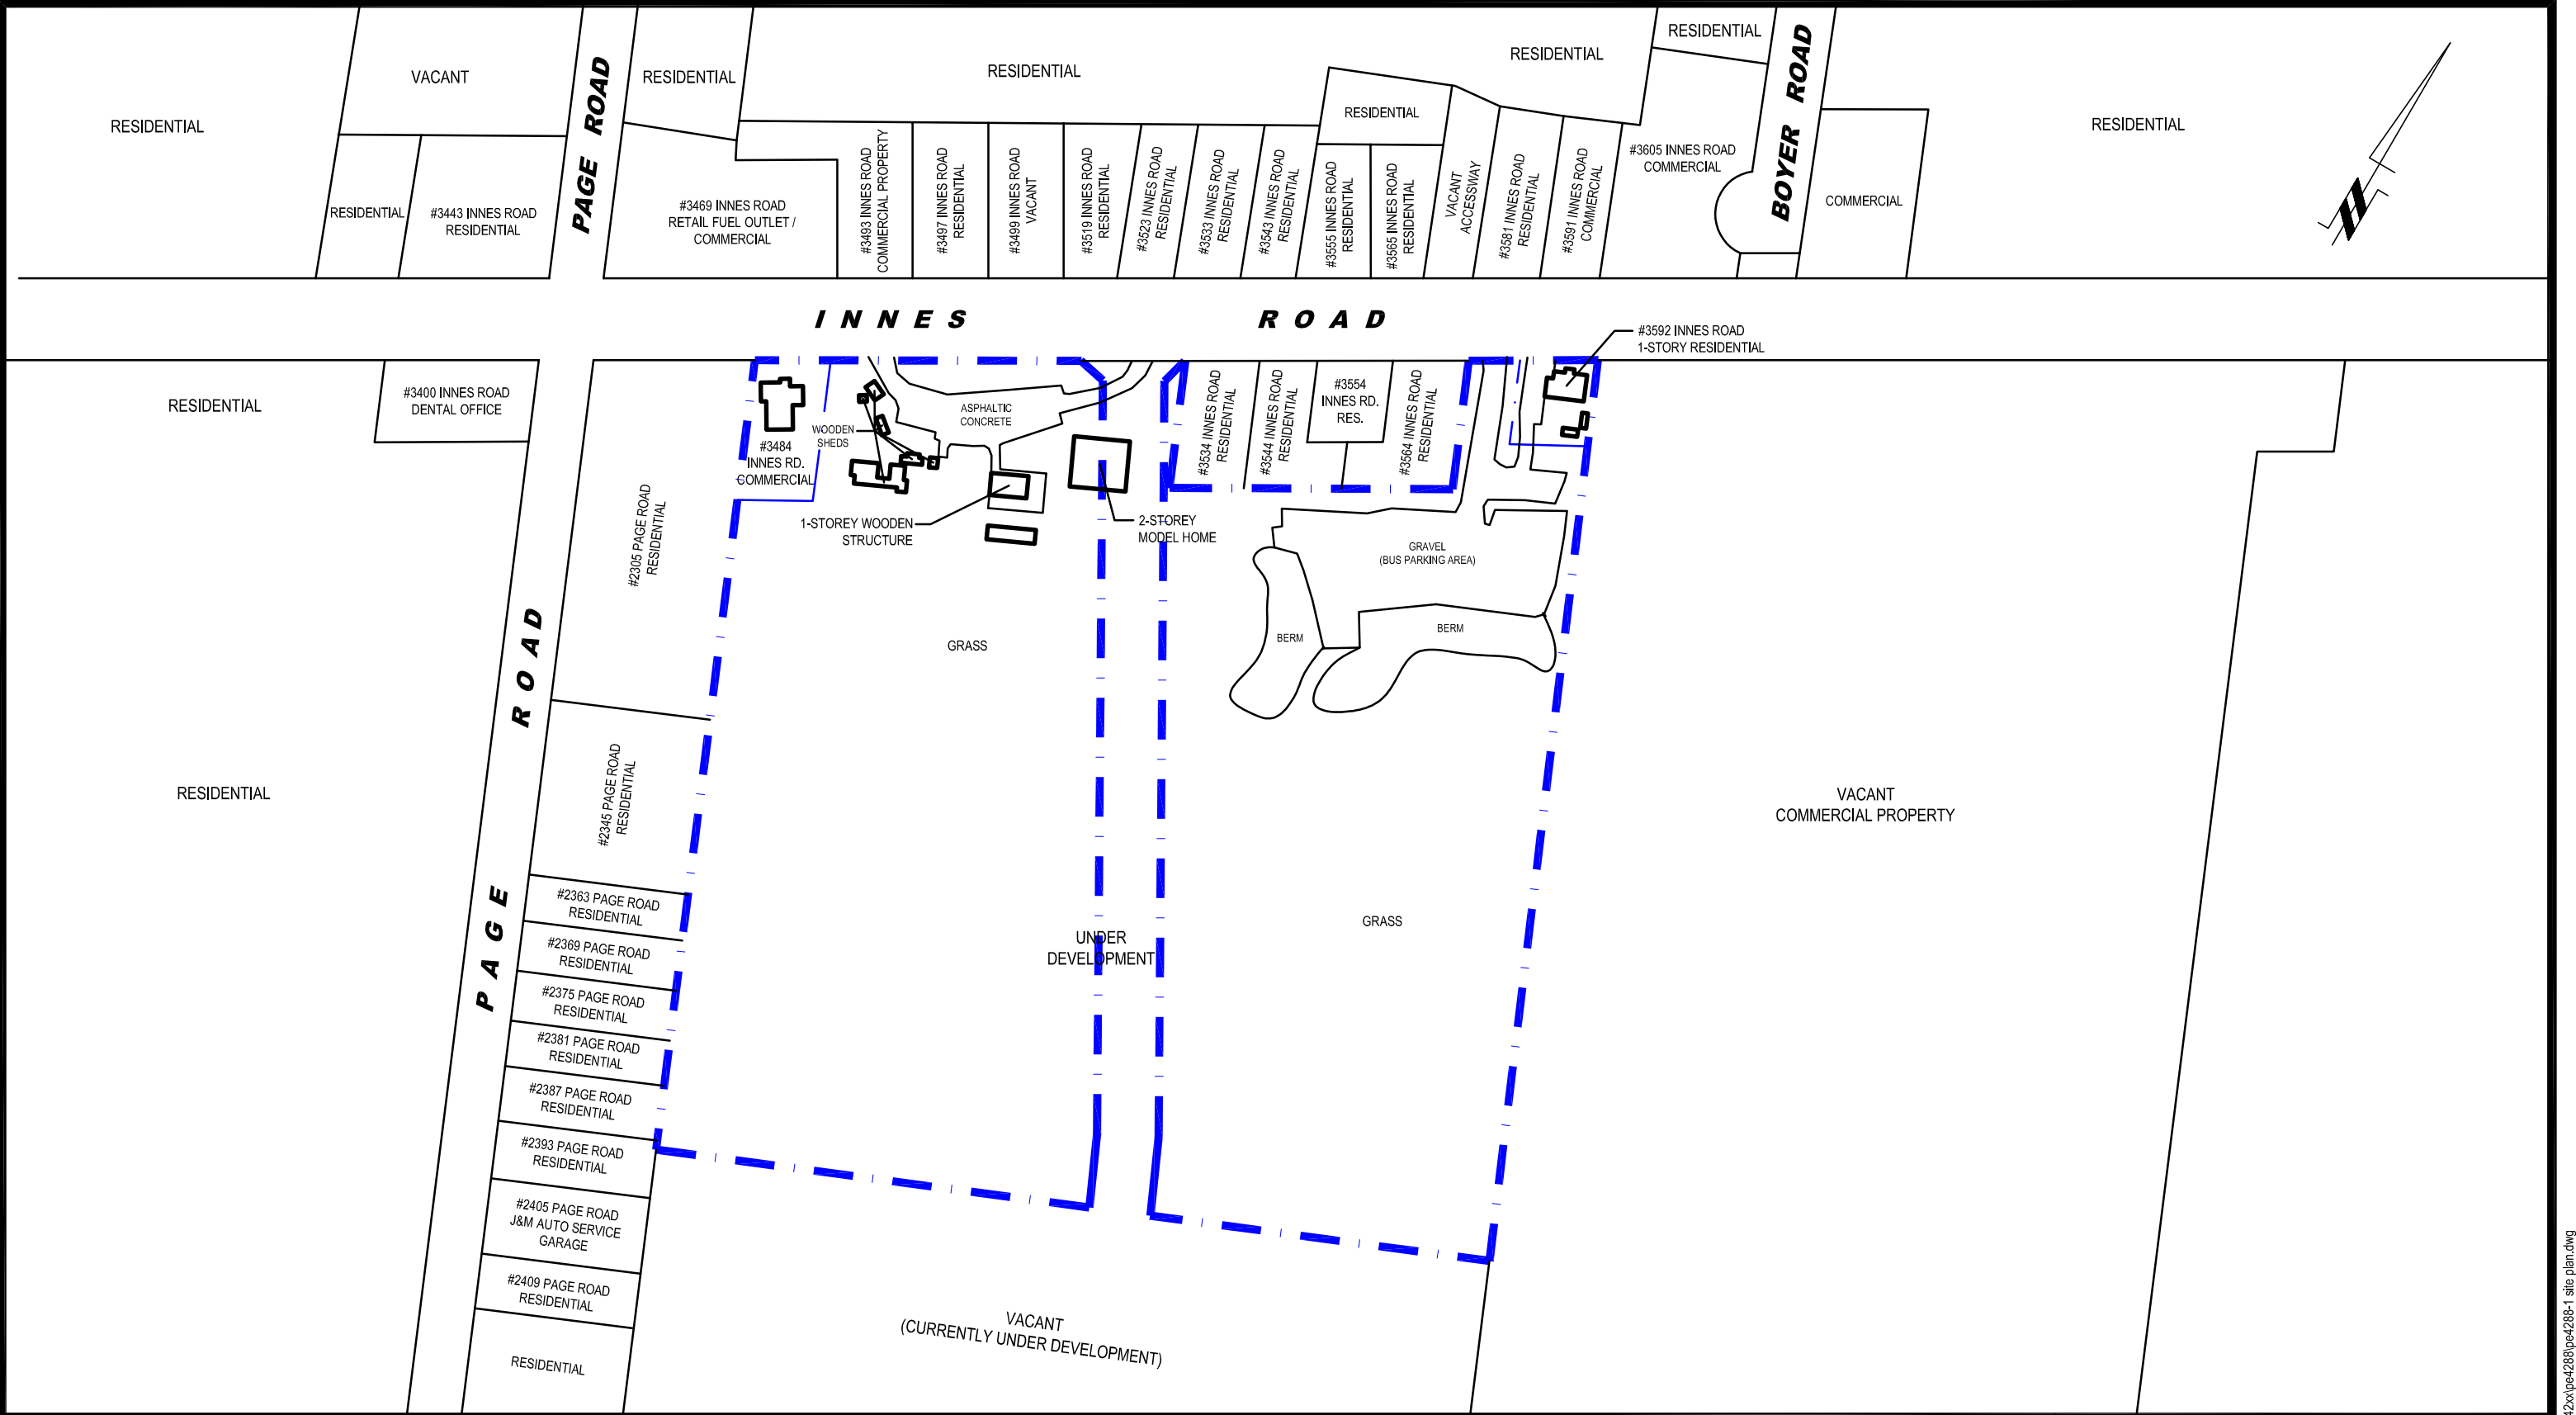 RESIDENTIAL
VACANT
PAGE ROAD
RESIDENTIAL
RESIDENTIAL
RESIDENTIAL
RESIDENTIAL
BOYER ROAD
RESIDENTIAL
RESIDENTIAL
#3443 INNES ROAD
RESIDENTIAL
#3469 INNES ROAD
RETAIL FUEL OUTLET /
COMMERCIAL
#3493 INNES ROAD
COMMERCIAL PROPERTY
#3497 INNES ROAD
RESIDENTIAL
#3499 INNES ROAD
VACANT
#3519 INNES ROAD
RESIDENTIAL
#3523 INNES ROAD
RESIDENTIAL
#3533 INNES ROAD
RESIDENTIAL
#3543 INNES ROAD
RESIDENTIAL
RESIDENTIAL
#3555 INNES ROAD
RESIDENTIAL
#3565 INNES ROAD
RESIDENTIAL
VACANT
ACCESSWAY
#3581 INNES ROAD
RESIDENTIAL
#3591 INNES ROAD
COMMERCIAL
#3605 INNES ROAD
COMMERCIAL
COMMERCIAL
INNES ROAD
#3592 INNES ROAD
1-STORY RESIDENTIAL
RESIDENTIAL
#3400 INNES ROAD
DENTAL OFFICE
#3484
INNES RD.
COMMERCIAL
WOODEN
SHEDS
ASPHALTIC
CONCRETE
#3534 INNES ROAD
RESIDENTIAL
#3544 INNES ROAD
RESIDENTIAL
#3554
INNES RD.
RES.
#3564 INNES ROAD
RESIDENTIAL
1-STOREY WOODEN
STRUCTURE
2-STOREY
MODEL HOME
GRAVEL
(BUS PARKING AREA)
BERM
BERM
#2305 PAGE ROAD
RESIDENTIAL
GRASS
PAGE ROAD
#2345 PAGE ROAD
RESIDENTIAL
RESIDENTIAL
VACANT
COMMERCIAL PROPERTY
#2363 PAGE ROAD
RESIDENTIAL
#2369 PAGE ROAD
RESIDENTIAL
#2375 PAGE ROAD
RESIDENTIAL
#2381 PAGE ROAD
RESIDENTIAL
#2387 PAGE ROAD
RESIDENTIAL
#2393 PAGE ROAD
RESIDENTIAL
#2405 PAGE ROAD
J&M AUTO SERVICE
GARAGE
#2409 PAGE ROAD
RESIDENTIAL
RESIDENTIAL
UNDER
DEVELOPMENT
GRASS
VACANT
(CURRENTLY UNDER DEVELOPMENT)
42xx\pe4288\pe4288-1 site plan.dwg